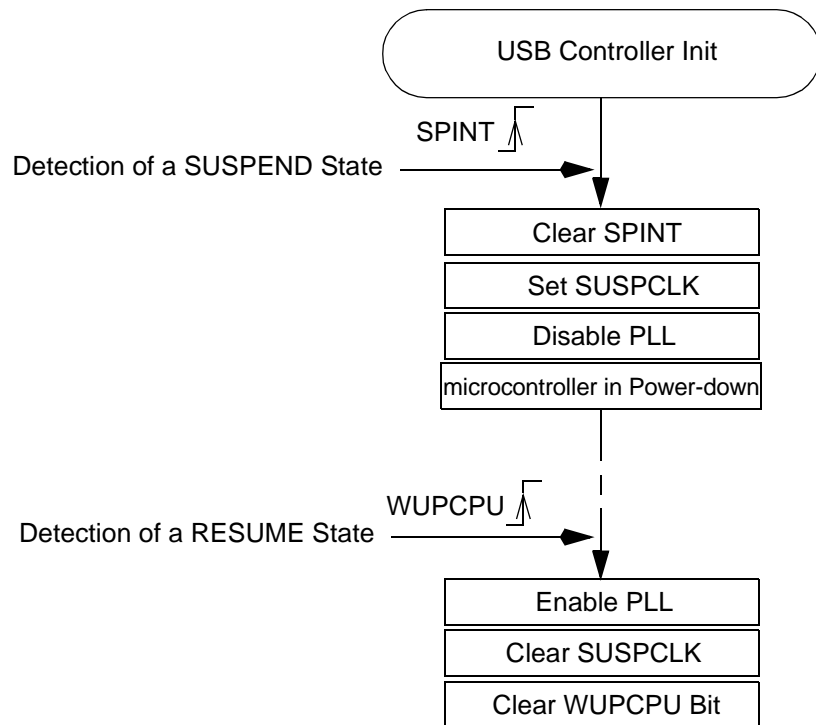 USB Controller Init
SPINT
Detection of a SUSPEND State
Clear SPINT
Set SUSPCLK
Disable PLL
microcontroller in Power-down
WUPCPU
Detection of a RESUME State
Enable PLL
Clear SUSPCLK
Clear WUPCPU Bit